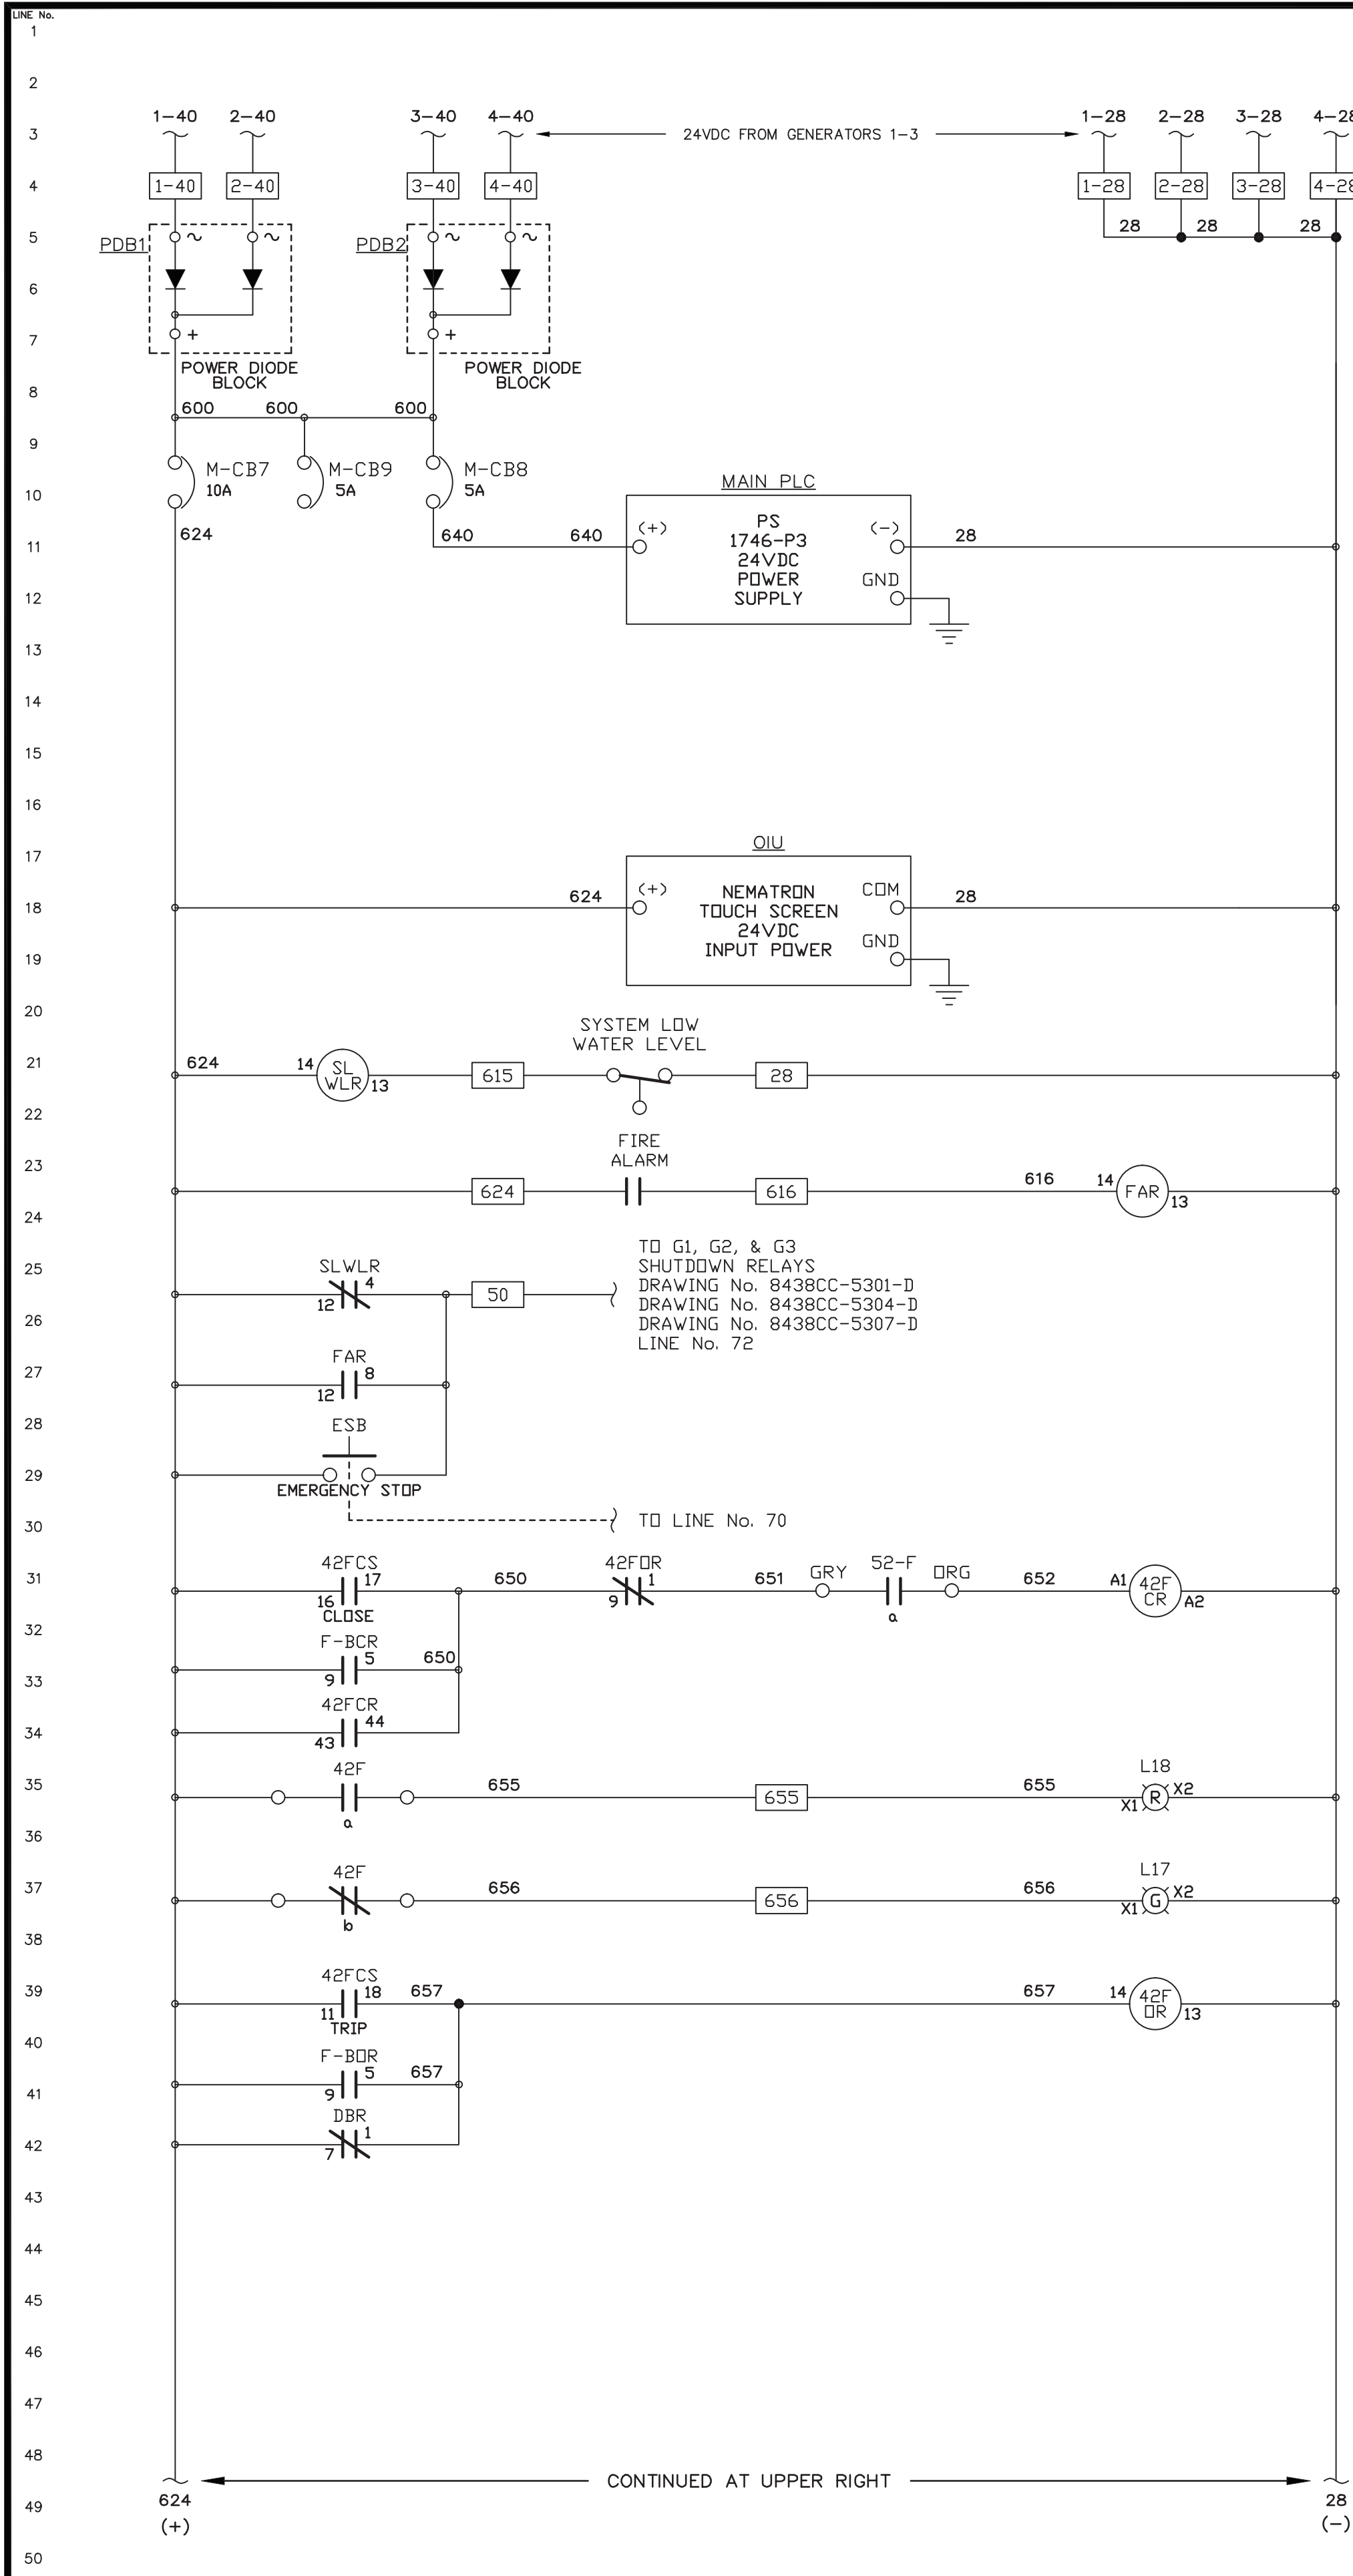 LINE No.
1
2
1-40 2-40 3-40 4-40 1-28 2-28 3-28 4-28
3 24VDC FROM GENERATORS 1-3
4 1-40 2-40 3-40 4-40 1-28 2-28 3-28 4-28
28 28 28
5 PDB1 ~ ~ PDB2 ~ ~
6
7 + +
POWER DIODE POWER DIODE
BLOCK BLOCK
8
600 600 600
9
M-CB7 M-CB9 M-CB8
10A 5A 5A
10 MAIN PLC
624 640 640 (+) PS (-) 28
11 1746-P3
24VDC
POWER GND
12 SUPPLY
13
14
15
16
17 OIU
624 (+) NEMATRON COM 28
18 TOUCH SCREEN
24VDC GND
19 INPUT POWER
20
SYSTEM LOW
WATER LEVEL
21 624 14 SL 615 28
WLR 13
22
FIRE
23 ALARM
624 616 616 14 FAR 13
24
TO G1, G2, & G3
25 SLWLR SHUTDOWN RELAYS
12 4 50 DRAWING No. 8438CC-5301-D
DRAWING No. 8438CC-5304-D
26 DRAWING No. 8438CC-5307-D
LINE No. 72
27 FAR
12 8
28 ESB
29
EMERGENCY STOP
30 TO LINE No. 70
31 42FCS 17 650 42FOR 1 651 GRY 52-F ORG 652 A1 42F
16 9 a CR A2
CLOSE
32
F-BCR
9 5 650
33
42FCR
34 43 44
35 42F 655 655 655 L18
a X1 R X2
36
37 42F 656 656 656 L17
b X1 G X2
38
39 42FCS 18 657 657 14 42F
11 OR 13
TRIP
40
F-BOR
9 5 657
41
DBR
42 7 1
43
44
45
46
47
48
CONTINUED AT UPPER RIGHT
49 624 28
(+) (-)
50